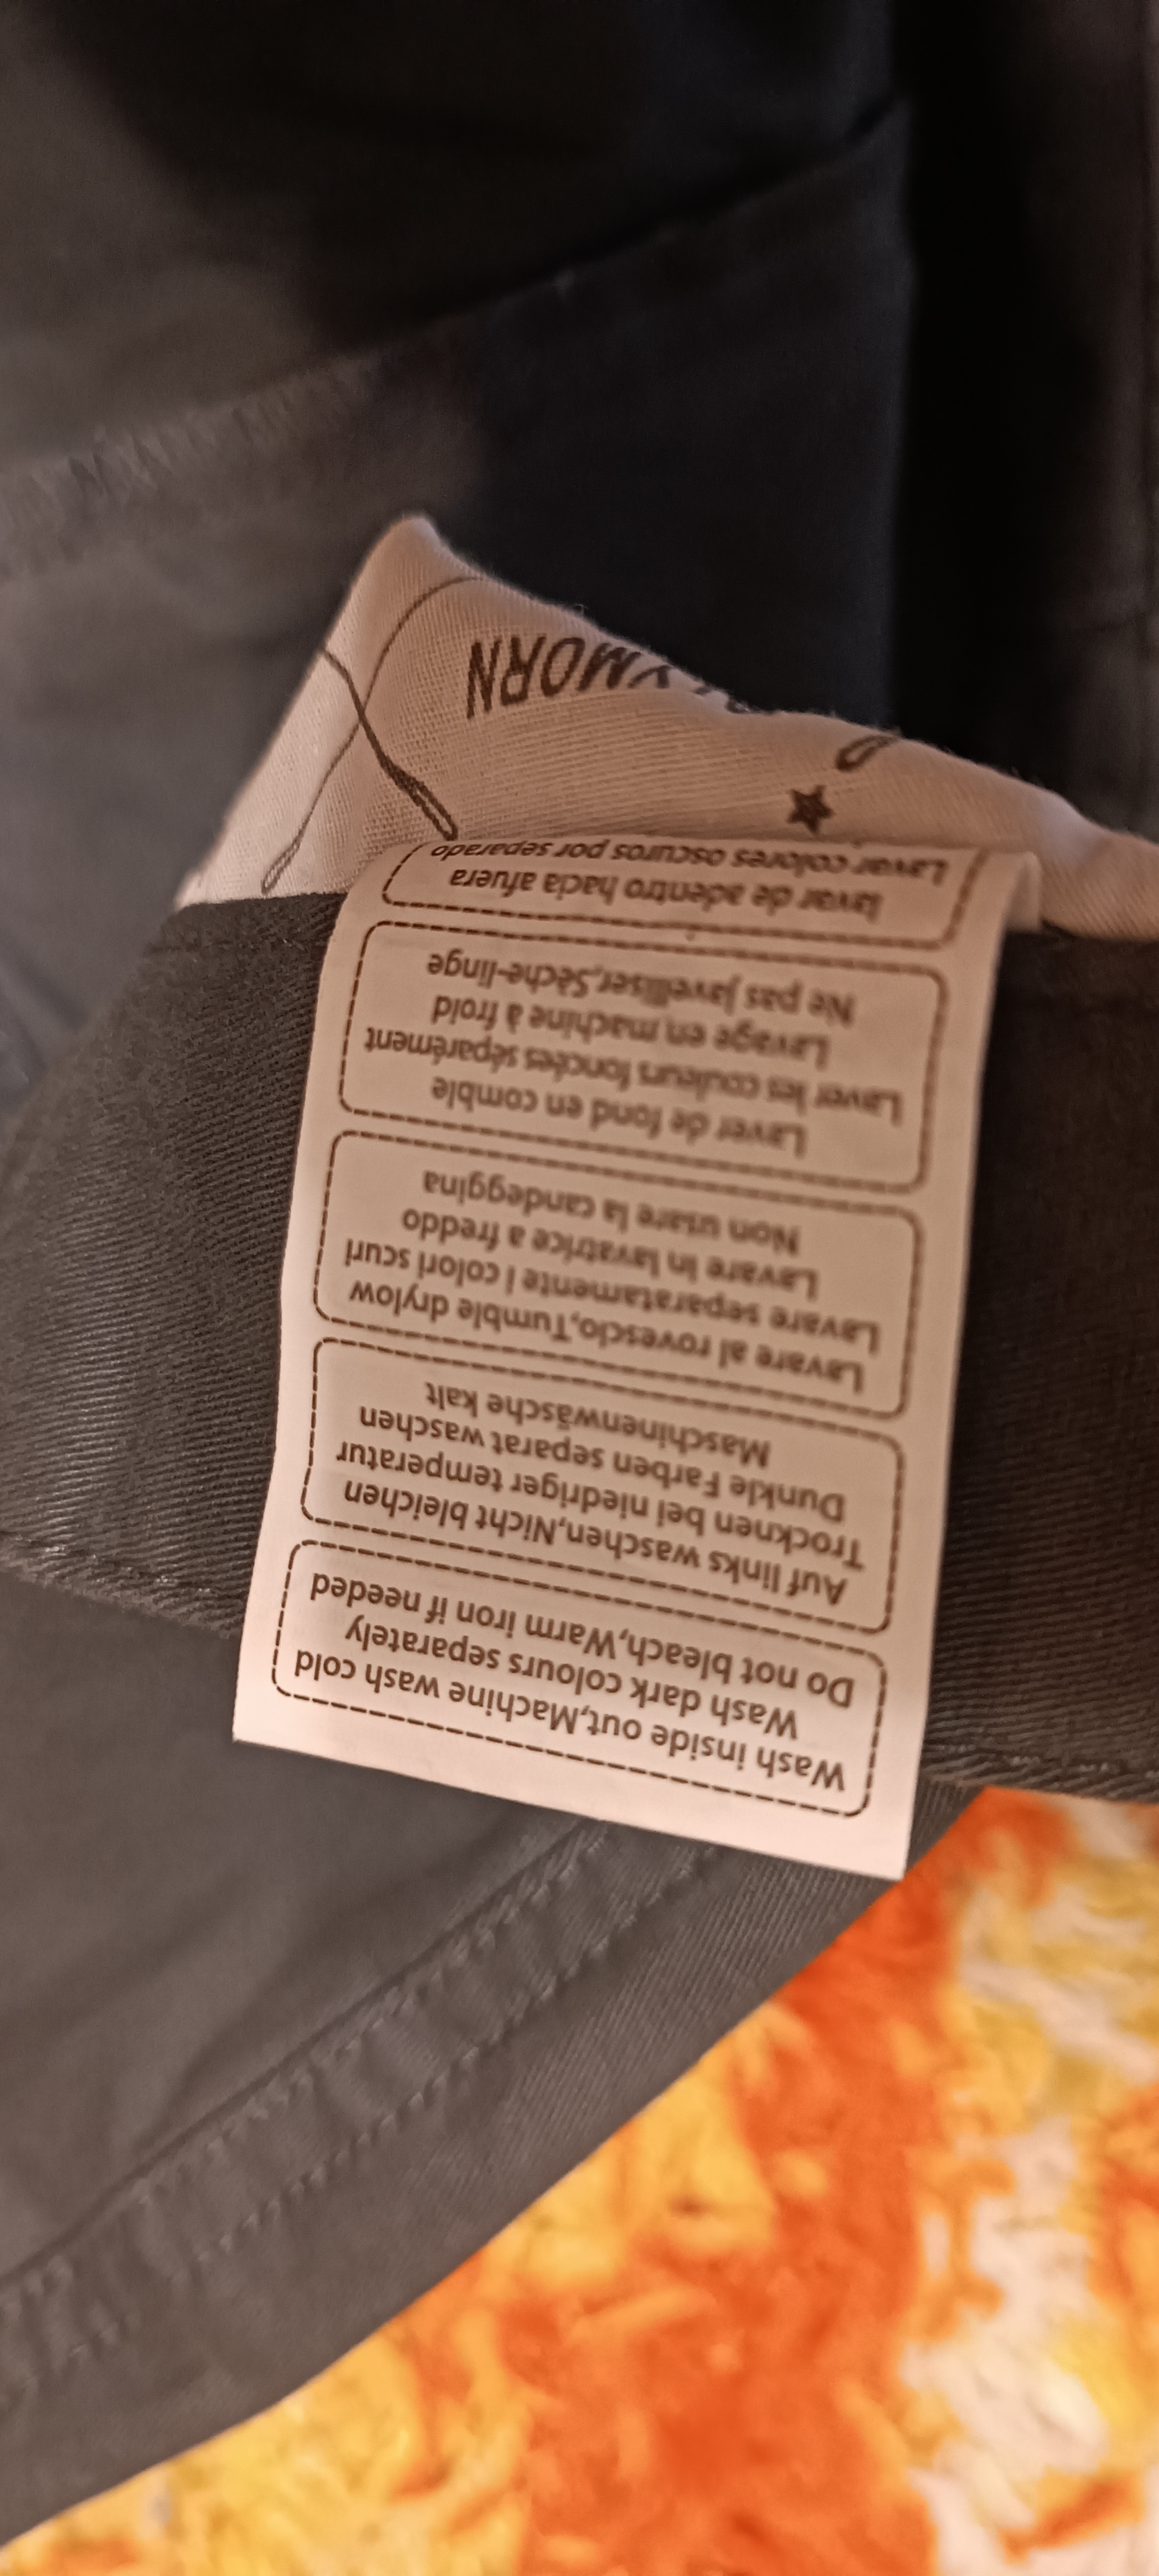 Wash inside out,Machine wash cold
Wash dark colours separately
Do not bleach,Warm iron if needed
Auf links waschen,Nicht bleichen
Trocknen bei niedriger temperatur
Dunkle Farben separat waschen
Maschinenwäsche kalt
Lavare al rovescio,Tumble drylow
Lavare separatamente i colori scuri
Lavare in lavatrice a freddo
Non usare la candeggina
Laver de fond en comble
Laver les couleurs foncées séparément
Lavage en machine à froid
Ne pas javelliser,Sèche-linge
lavar de adentro hacia afuera
Lavar colores oscuros por separado
YMORN